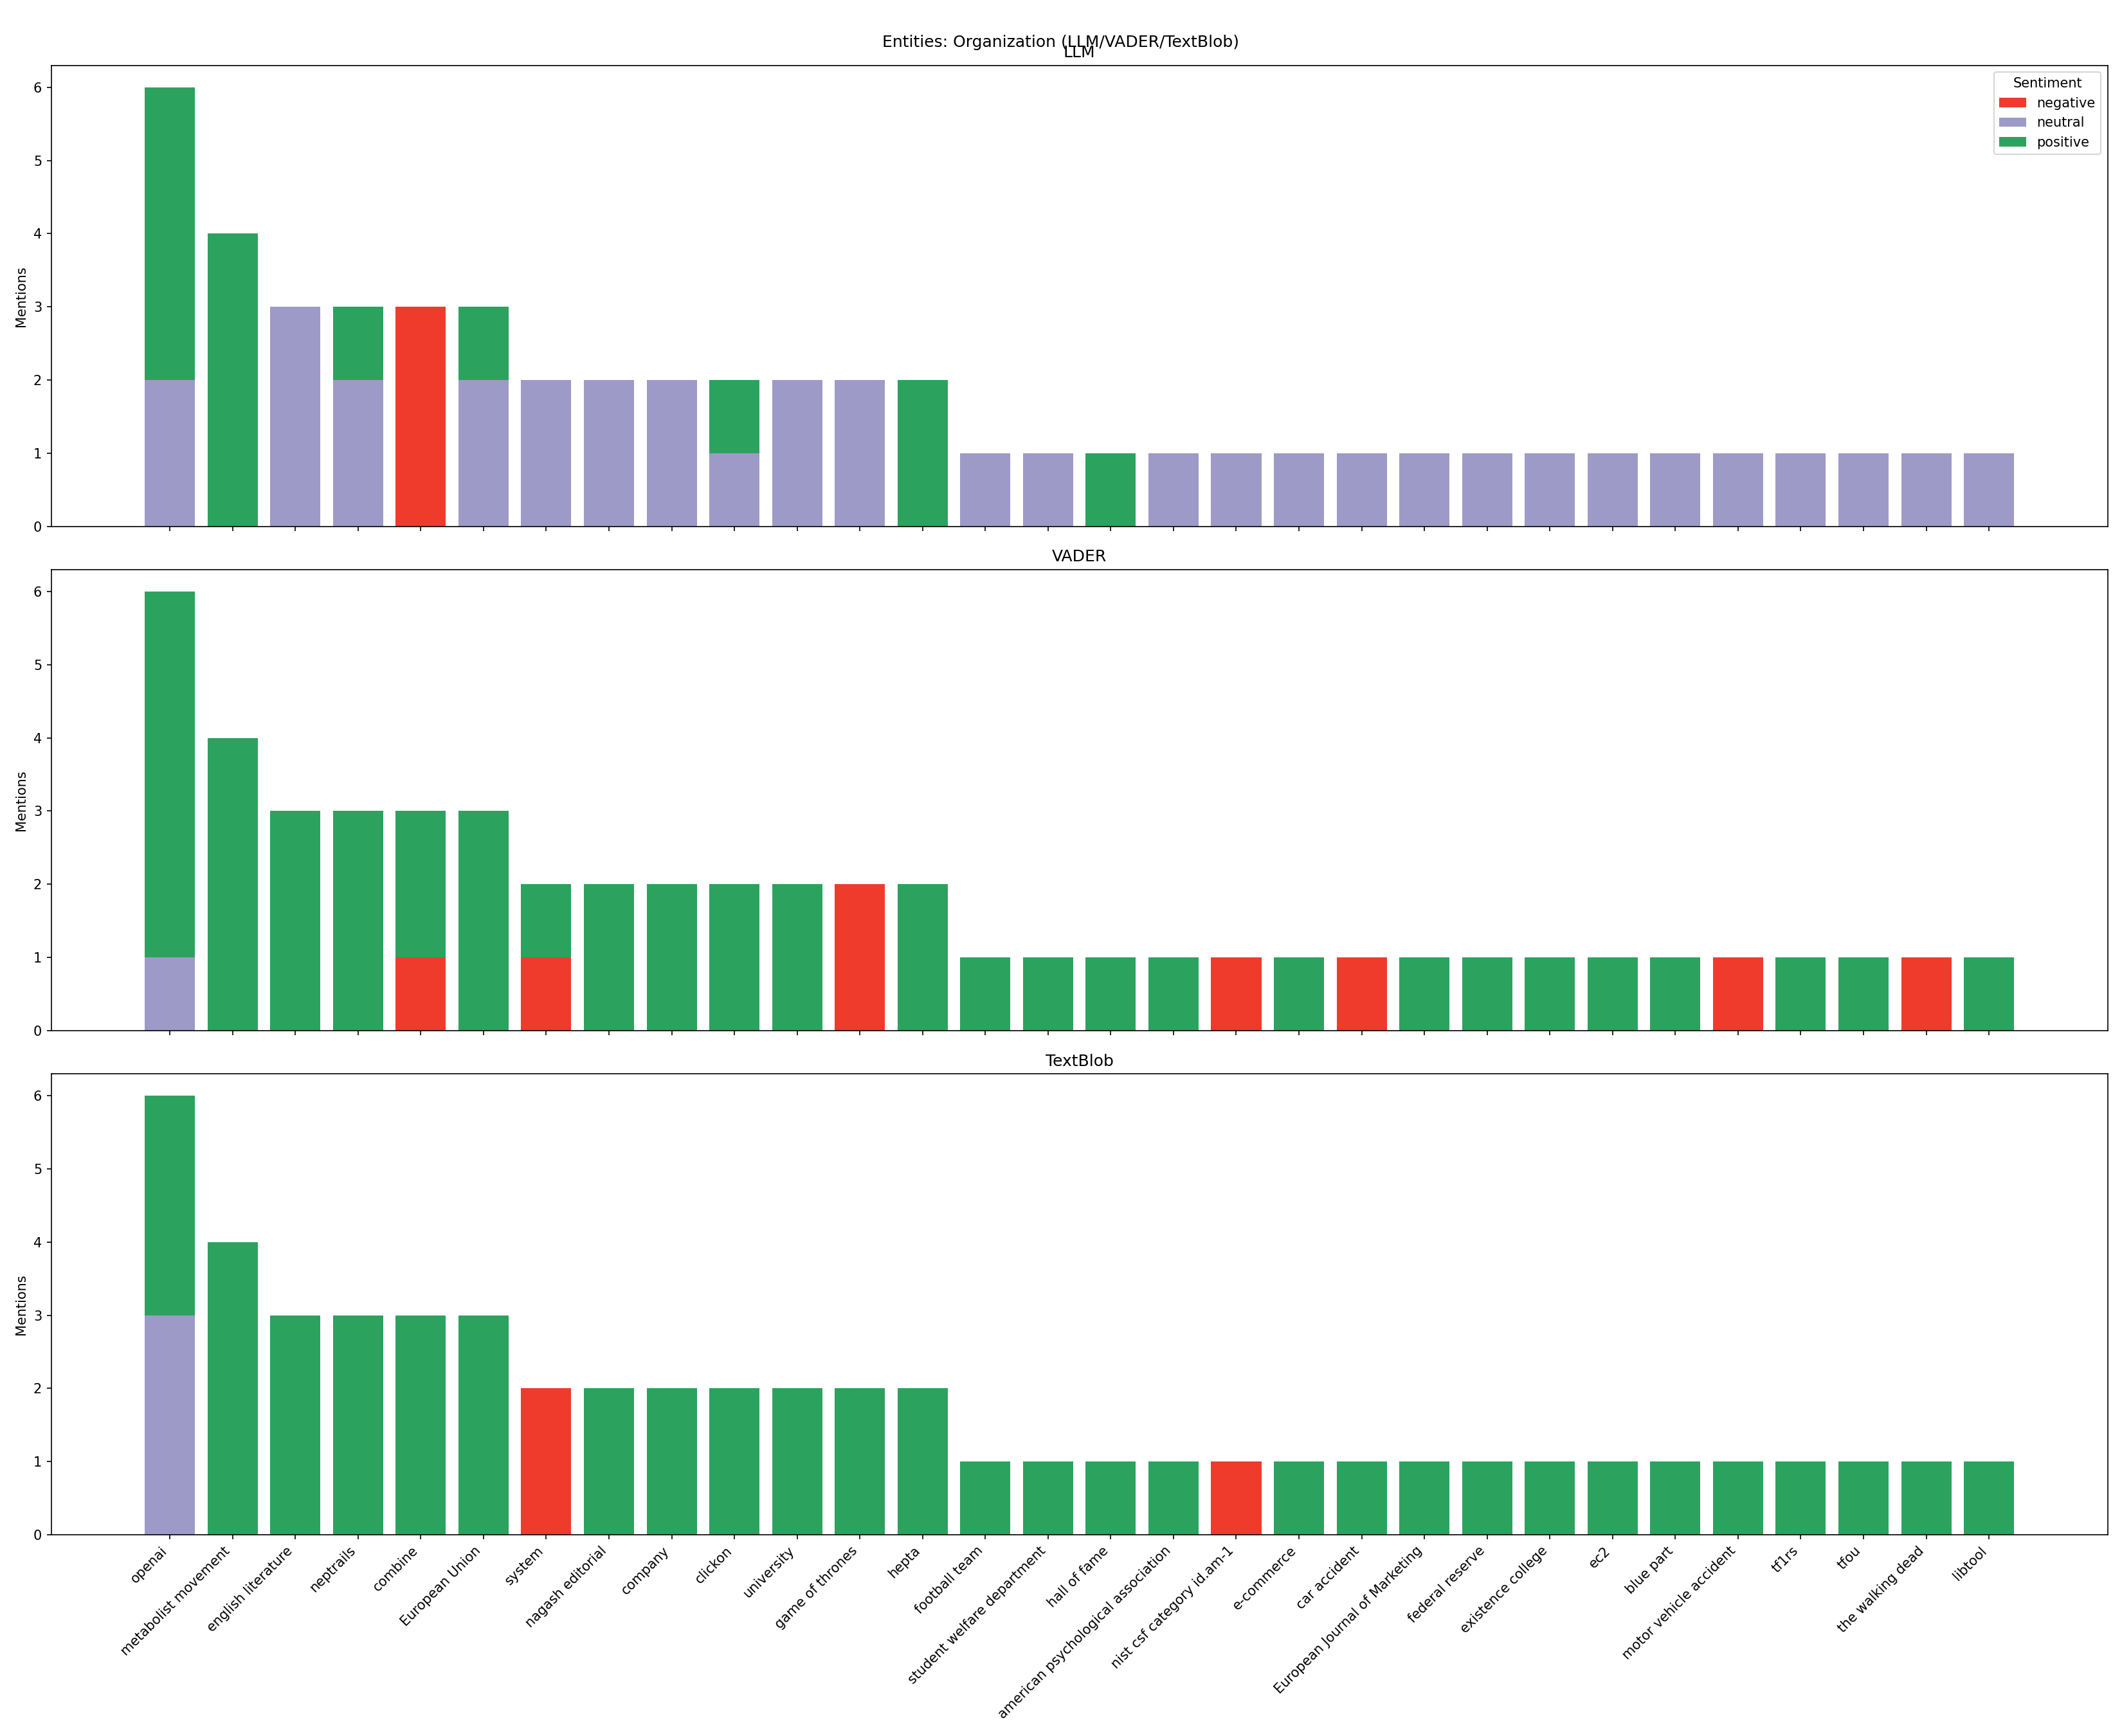 Entities: Organization (LLM/VADER/TextBlob)
LLM
Mentions
6
5
4
3
2
1
0
Sentiment
negative
neutral
positive
VADER
Mentions
6
5
4
3
2
1
0
TextBlob
Mentions
6
5
4
3
2
1
0
openai
metabolist movement
english literature
neptrails
combine
European Union
system
nagash editorial
company
clickon
university
game of thrones
hepta
football team
student welfare department
hall of fame
american psychological association
nist csf category id.am-1
e-commerce
car accident
European Journal of Marketing
federal reserve
existence college
ec2
blue part
motor vehicle accident
tf1rs
tfou
the walking dead
libtool